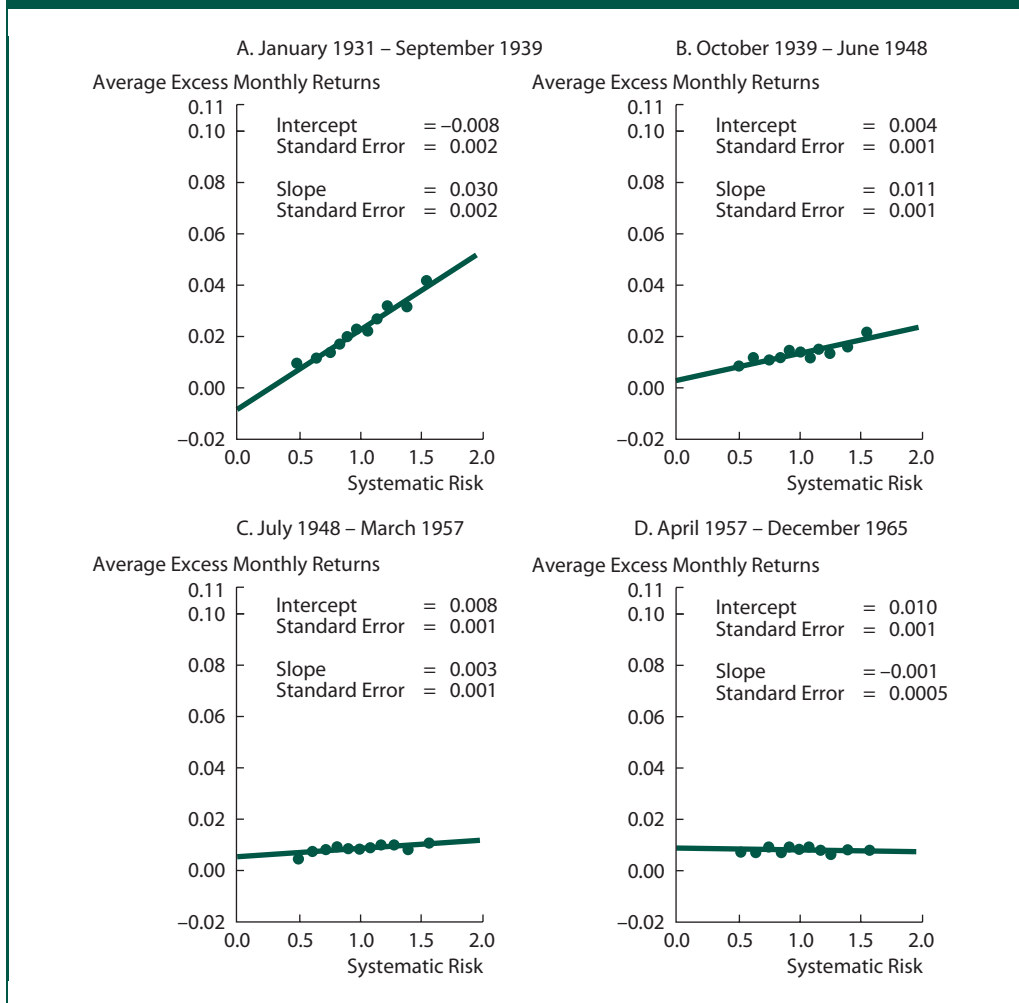 A. January 1931 – September 1939
Average Excess Monthly Returns
0.11
0.10
0.08
0.06
0.04
0.02
0.00
–0.02
Intercept = –0.008
Standard Error = 0.002
Slope = 0.030
Standard Error = 0.002
0.0 0.5 1.0 1.5 2.0
Systematic Risk
B. October 1939 – June 1948
Average Excess Monthly Returns
0.11
0.10
0.08
0.06
0.04
0.02
0.00
–0.02
Intercept = 0.004
Standard Error = 0.001
Slope = 0.011
Standard Error = 0.001
0.0 0.5 1.0 1.5 2.0
Systematic Risk
C. July 1948 – March 1957
Average Excess Monthly Returns
0.11
0.10
0.08
0.06
0.04
0.02
0.00
–0.02
Intercept = 0.008
Standard Error = 0.001
Slope = 0.003
Standard Error = 0.001
0.0 0.5 1.0 1.5 2.0
Systematic Risk
D. April 1957 – December 1965
Average Excess Monthly Returns
0.11
0.10
0.08
0.06
0.04
0.02
0.00
–0.02
Intercept = 0.010
Standard Error = 0.001
Slope = –0.001
Standard Error = 0.0005
0.0 0.5 1.0 1.5 2.0
Systematic Risk